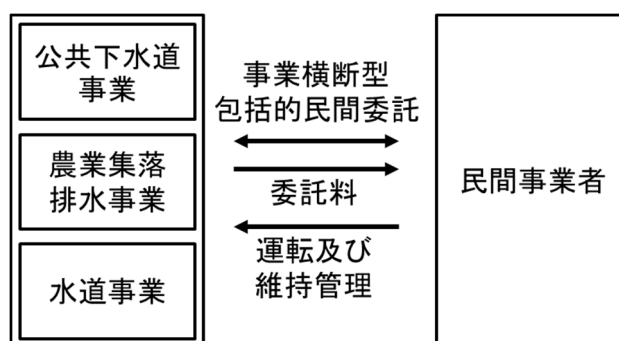 公共下水道
事業
農業集落
排水事業
水道事業
事業横断型
包括的民間委託
委託料
運転及び
維持管理
民間事業者